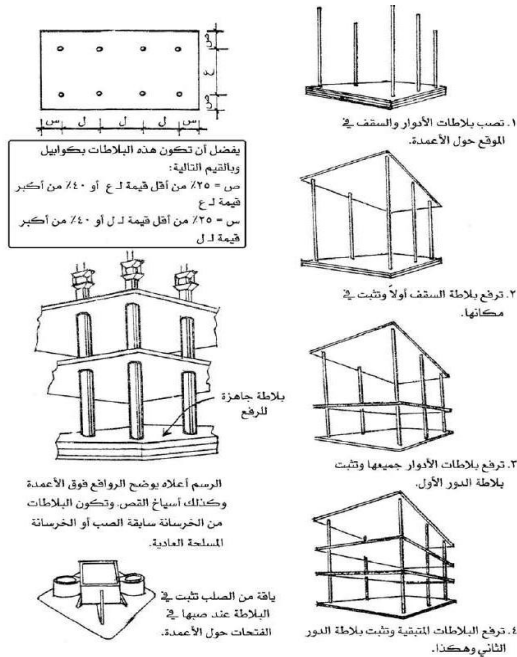 س ل ل ل س
ص
ع
ص
يفضل أن تكون هذه البلاطات بكوابيل
وبالقيم التالية:
ص = ٢٥٪ من أقل قيمة لـ ع أو ٤٠٪ من أكبر
قيمة لـ ع
س = ٢٥٪ من أقل قيمة لـ ل أو ٤٠٪ من أكبر
قيمة لـ ل
بلاطة جاهزة
للرفع
الرسم أعلاه يوضح الروافع فوق الأعمدة
وكذلك أسياخ القص. وتكون البلاطات
من الخرسانة سابقة الصب أو الخرسانة
المسلحة العادية.
ياقة من الصلب تثبت في
البلاطة عند صبها في
الفتحات حول الأعمدة.
١. تصب بلاطات الأدوار والسقف في
الموقع حول الأعمدة.
٢. ترفع بلاطة السقف أولاً وتثبت في
مكانها.
٣. ترفع بلاطات الأدوار جميعها وتثبت
بلاطة الدور الأول.
٤. ترفع البلاطات المتبقية وتثبت بلاطة الدور
الثاني وهكذا.